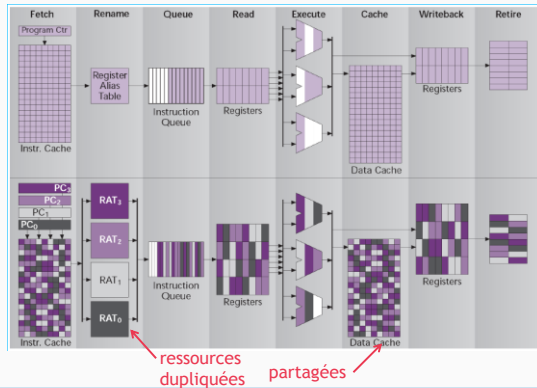 Fetch
Rename
Queue
Read
Execute
Cache
Writeback
Retire
Program Ctr
Register
Alias
Table
Instr. Cache
Instruction
Queue
Registers
Data Cache
Registers
PC3
PC2
PC1
PC0
RAT3
RAT2
RAT1
RAT0
Instr. Cache
Instruction
Queue
Registers
Data Cache
Registers
ressources
dupliquées
partagées